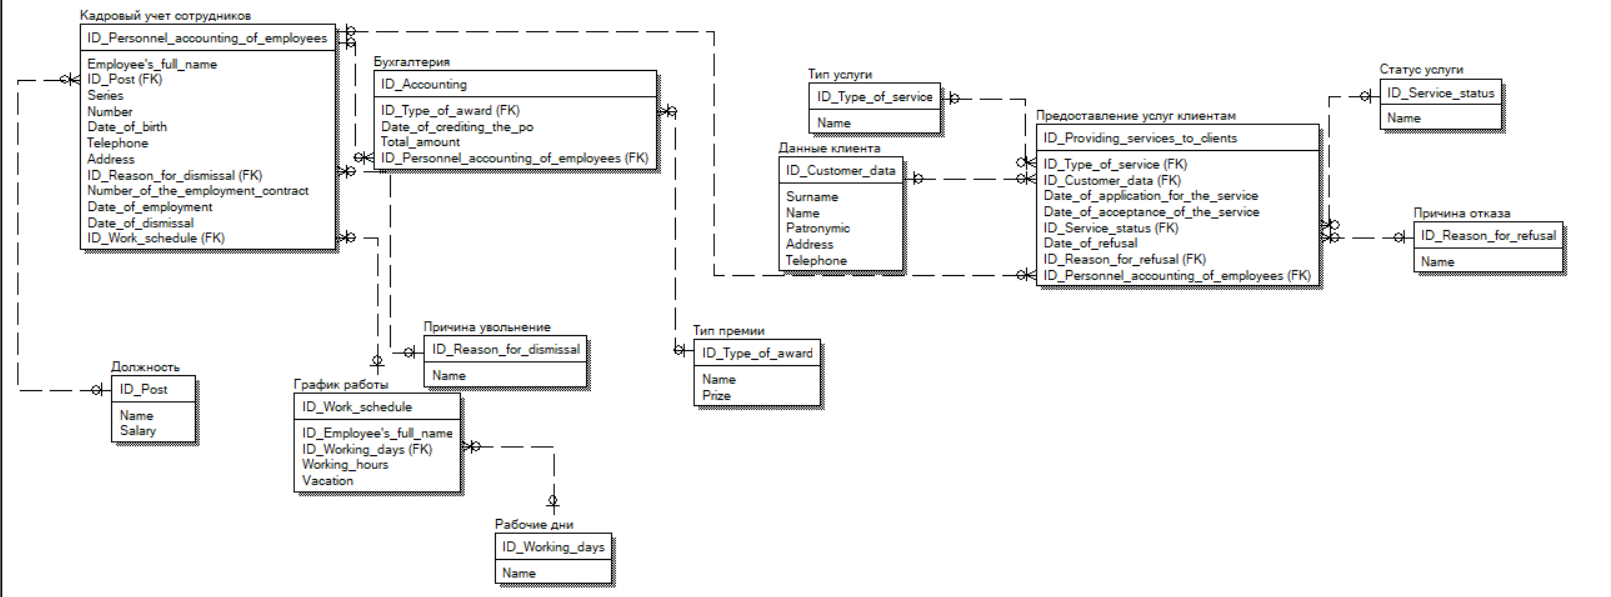 Кадровый учет сотрудников
ID_Personnel_accounting_of_employees
Employee's_full_name
ID_Post (FK)
Series
Number
Date_of_birth
Telephone
Address
ID_Reason_for_dismissal (FK)
Number_of_the_employment_contract
Date_of_employment
Date_of_dismissal
ID_Work_schedule (FK)
Бухгалтерия
ID_Accounting
ID_Type_of_award (FK)
Date_of_crediting_the_po
Total_amount
ID_Personnel_accounting_of_employees (FK)
Тип услуги
ID_Type_of_service
Name
Данные клиента
ID_Customer_data
Surname
Name
Patronymic
Address
Telephone
Предоставление услуг клиентам
ID_Providing_services_to_clients
ID_Type_of_service (FK)
ID_Customer_data (FK)
Date_of_application_for_the_service
Date_of_acceptance_of_the_service
ID_Service_status (FK)
Date_of_refusal
ID_Reason_for_refusal (FK)
ID_Personnel_accounting_of_employees (FK)
Статус услуги
ID_Service_status
Name
Причина отказа
ID_Reason_for_refusal
Name
Должность
ID_Post
Name
Salary
Причина увольнение
ID_Reason_for_dismissal
Name
График работы
ID_Work_schedule
ID_Employee's_full_name
ID_Working_days (FK)
Working_hours
Vacation
Тип премии
ID_Type_of_award
Name
Prize
Рабочие дни
ID_Working_days
Name